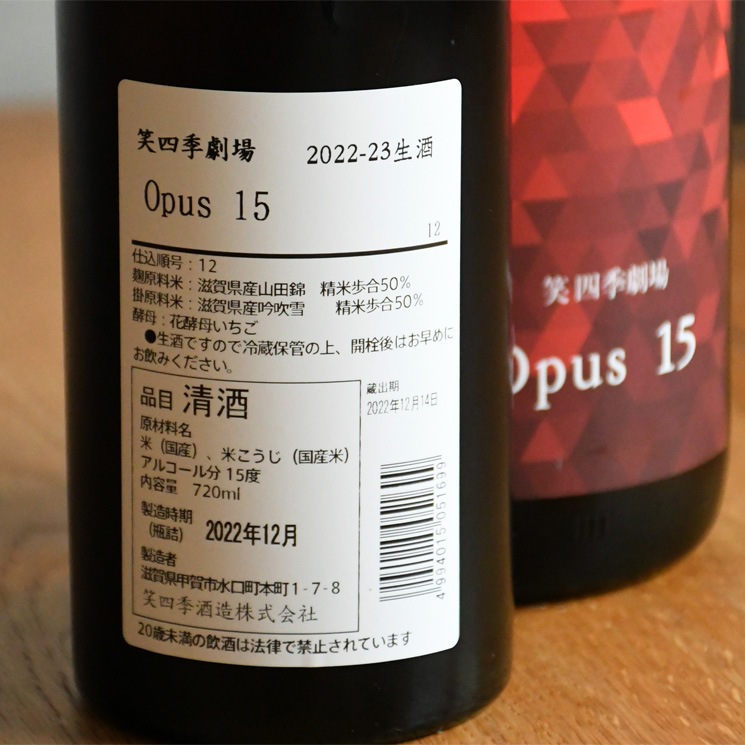 笑四季劇場 2022-23生酒
Opus 15
12
仕込順号：12
麹原料米：滋賀県産山田錦 精米歩合50%
掛原料米：滋賀県産吟吹雪 精米歩合50%
酵母：花酵母いちご
●生酒ですので冷蔵保管の上、開栓後はお早めに
お飲みください。
品目 清酒
原材料名
米（国産）、米こうじ（国産米）
アルコール分 15度
内容量 720ml
製造時期
（瓶詰） 2022年12月
製造者
滋賀県甲賀市水口町本町1-7-8
笑四季酒造株式会社
蔵出期
2022年12月14日
4994015051699
20歳未満の飲酒は法律で禁止されています
笑四季劇場
Opus 15